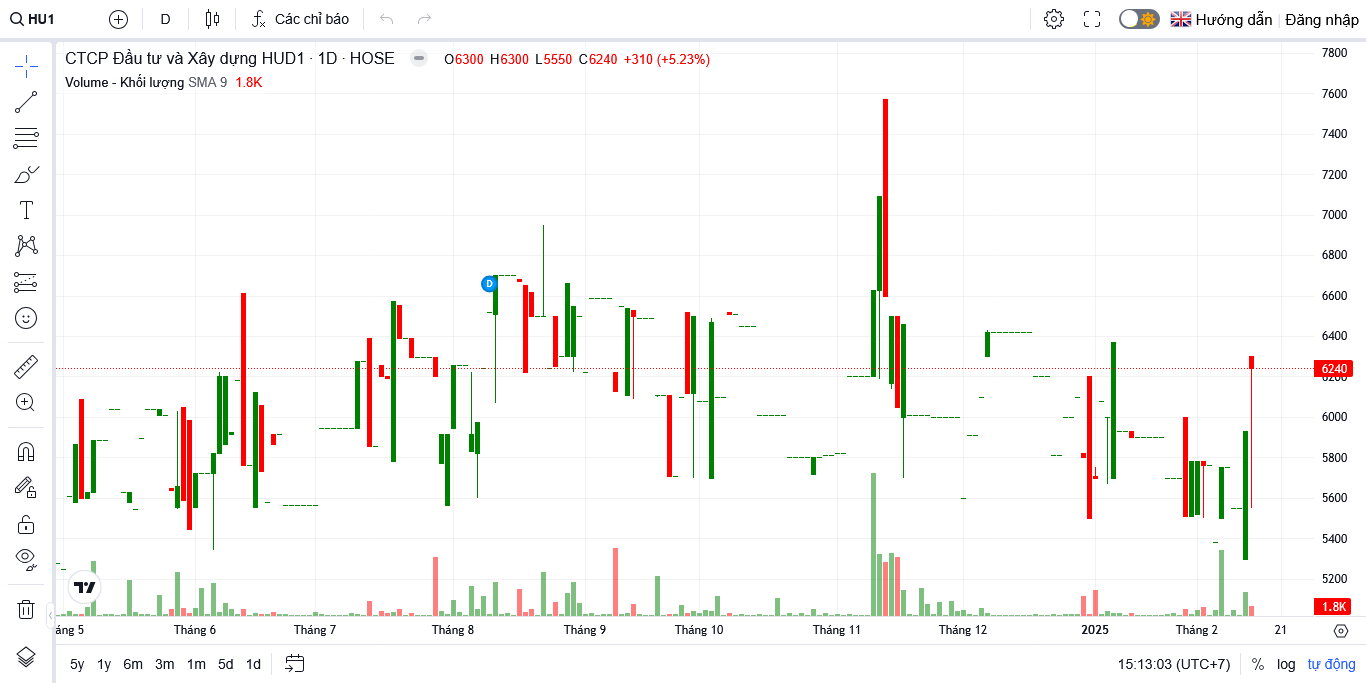 HU1
D
Các chỉ báo
Hướng dẫn
Đăng nhập
CTCP Đầu tư và Xây dựng HUD1 · 1D · HOSE
O6300 H6300 L5550 C6240 +310 (+5.23%)
Volume - Khối lượng SMA 9 1.8K
7800
7600
7400
7200
7000
6800
6600
6400
6240
6200
6000
5800
5600
5400
5200
1.8K
D
áng 5
Tháng 6
Tháng 7
Tháng 8
Tháng 9
Tháng 10
Tháng 11
Tháng 12
2025
Tháng 2
21
5y 1y 6m 3m 1m 5d 1d
15:13:03 (UTC+7)
% log tự động